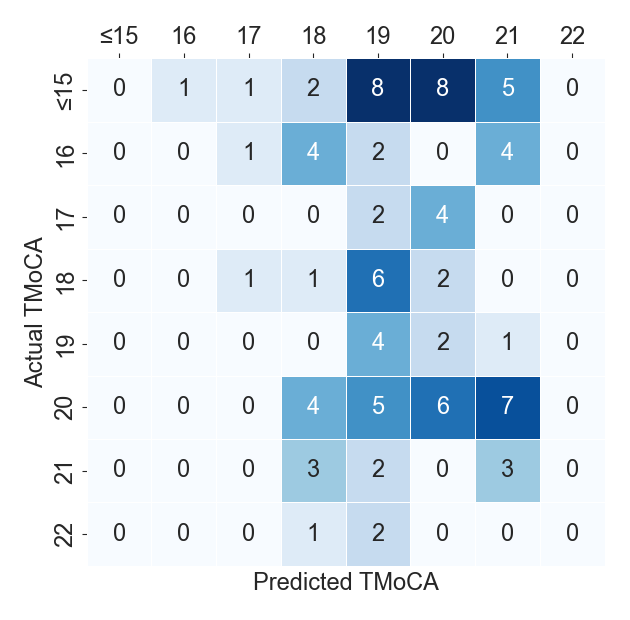 ≤15 16 17 18 19 20 21 22
≤15 0 1 1 2 8 8 5 0
16 0 0 1 4 2 0 4 0
17 0 0 0 0 2 4 0 0
18 0 0 1 1 6 2 0 0
19 0 0 0 0 4 2 1 0
20 0 0 0 4 5 6 7 0
21 0 0 0 3 2 0 3 0
22 0 0 0 1 2 0 0 0
Actual TMoCA
Predicted TMoCA